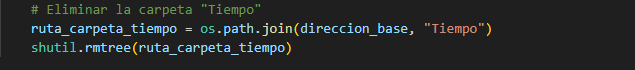 # Eliminar la carpeta "Tiempo"
ruta_carpeta_tiempo = os.path.join(direccion_base, "Tiempo")
shutil.rmtree(ruta_carpeta_tiempo)